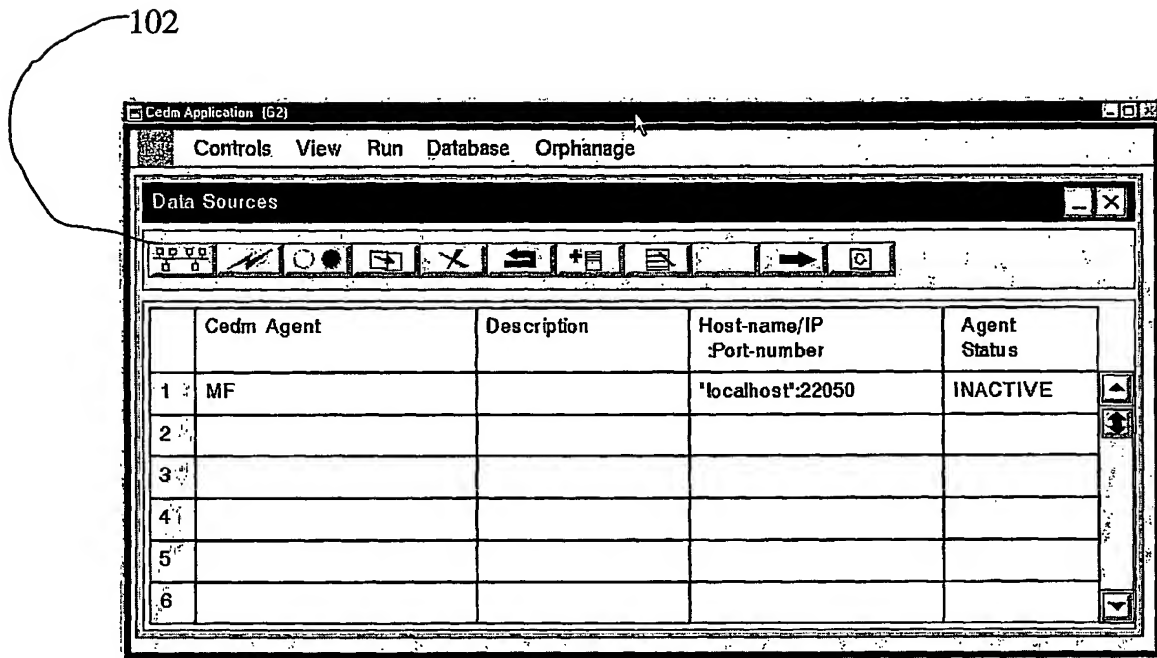 102
Cedm Application (G2)
Controls View Run Database Orphanage
Data Sources
Cedm Agent Description Host-name/IP :Port-number Agent Status
1 MF "localhost":22050 INACTIVE
2
3
4
5
6